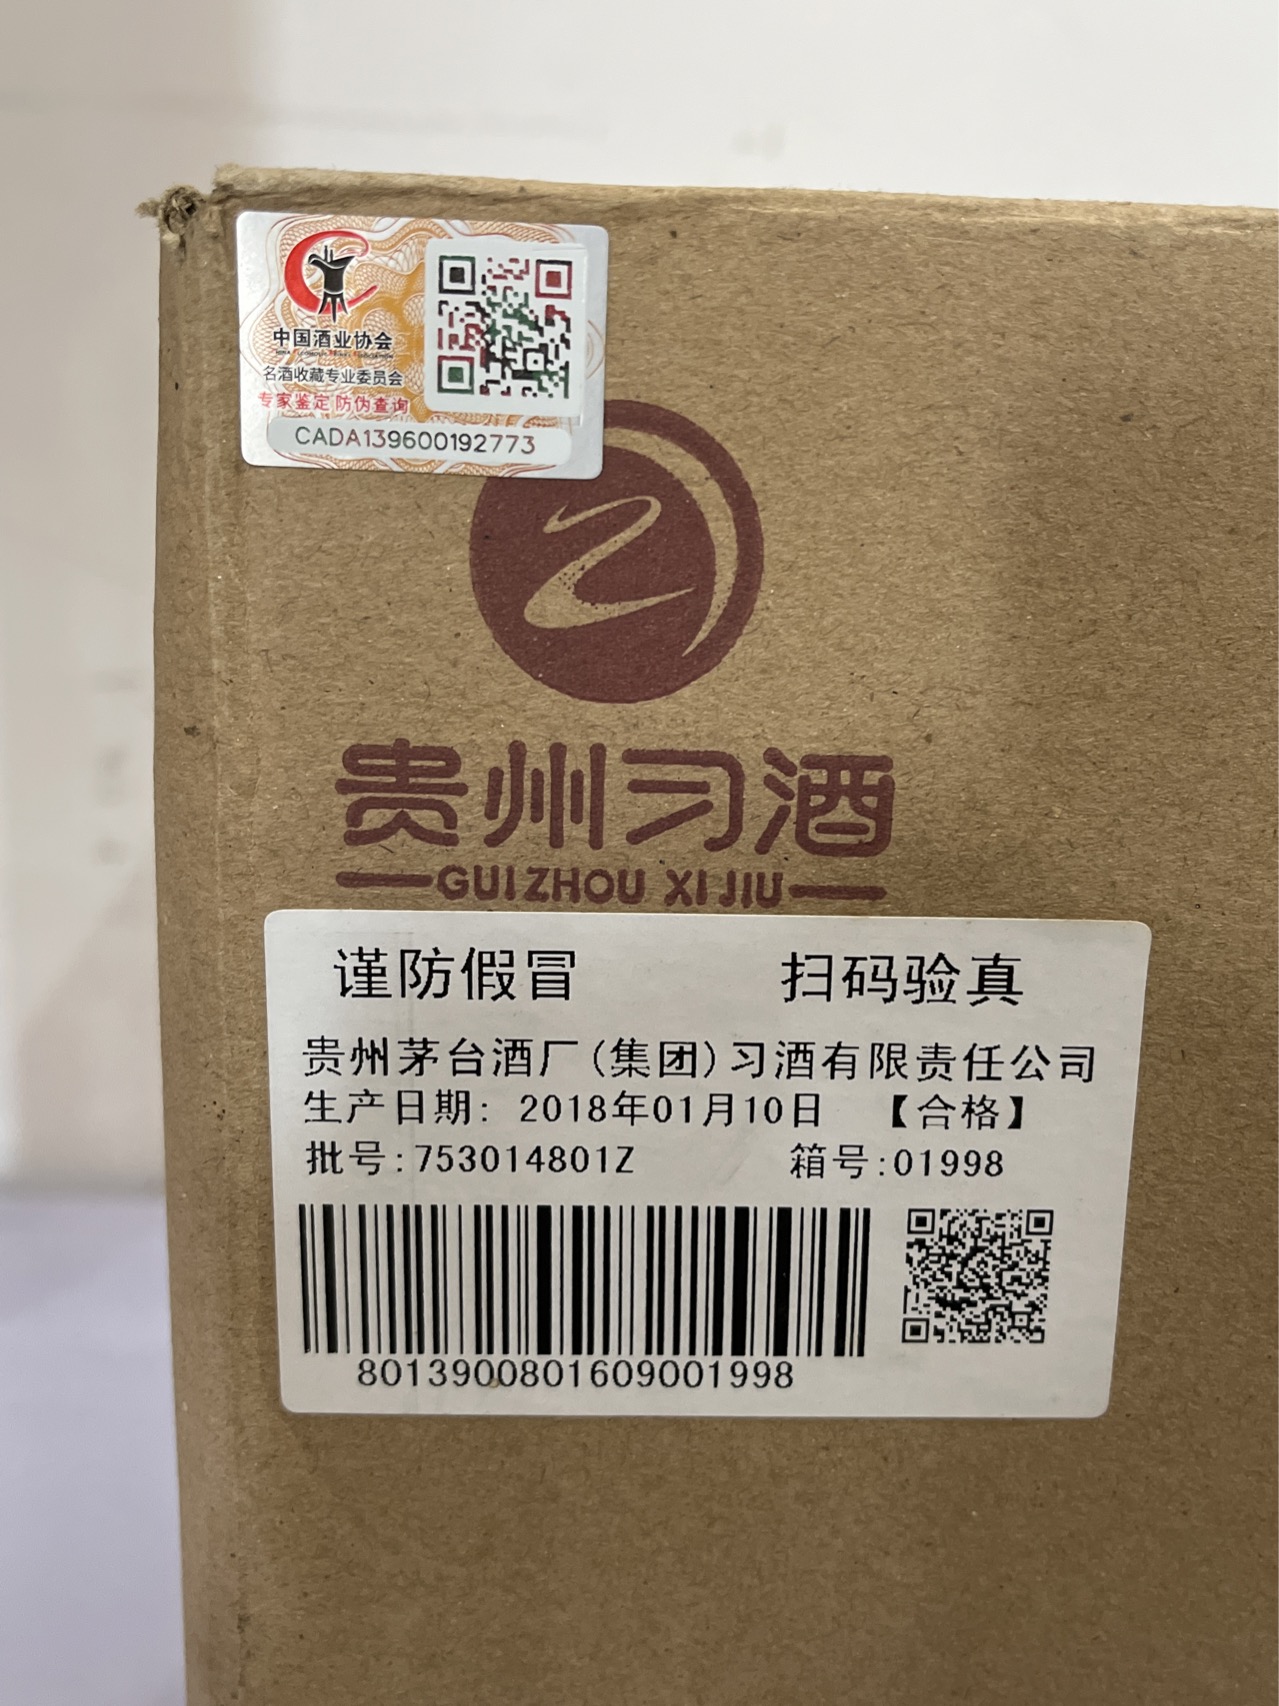 中国酒业协会
名酒收藏专业委员会
专家鉴定 防伪查询
CADA139600192773
贵州习酒
GUIZHOU XIJIU
谨防假冒 扫码验真
贵州茅台酒厂(集团)习酒有限责任公司
生产日期: 2018年01月10日 【合格】
批号:753014801Z 箱号:01998
8013900801609001998